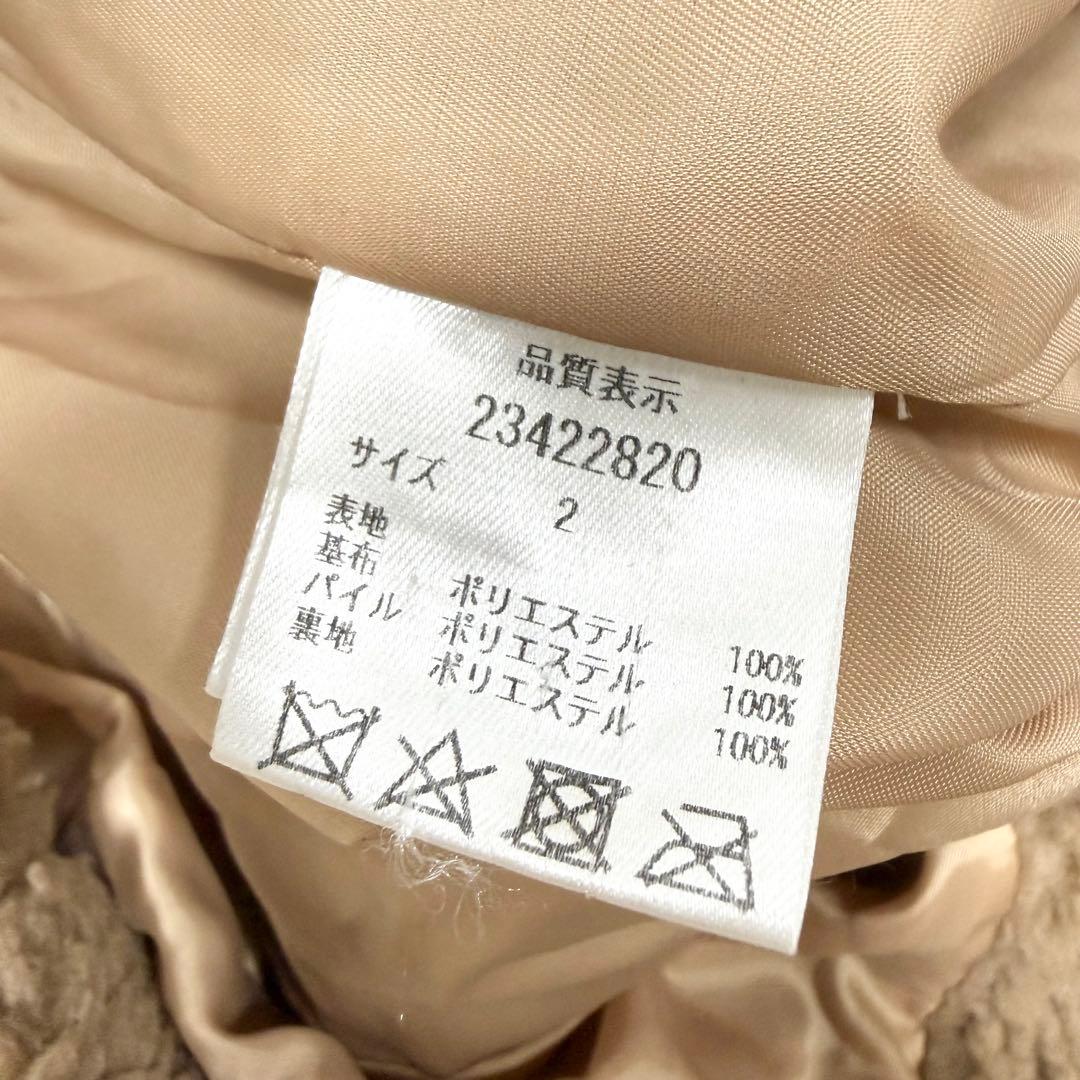 品質表示
23422820
サイズ 2
表地
基布 ポリエステル 100%
パイル ポリエステル 100%
裏地 ポリエステル 100%